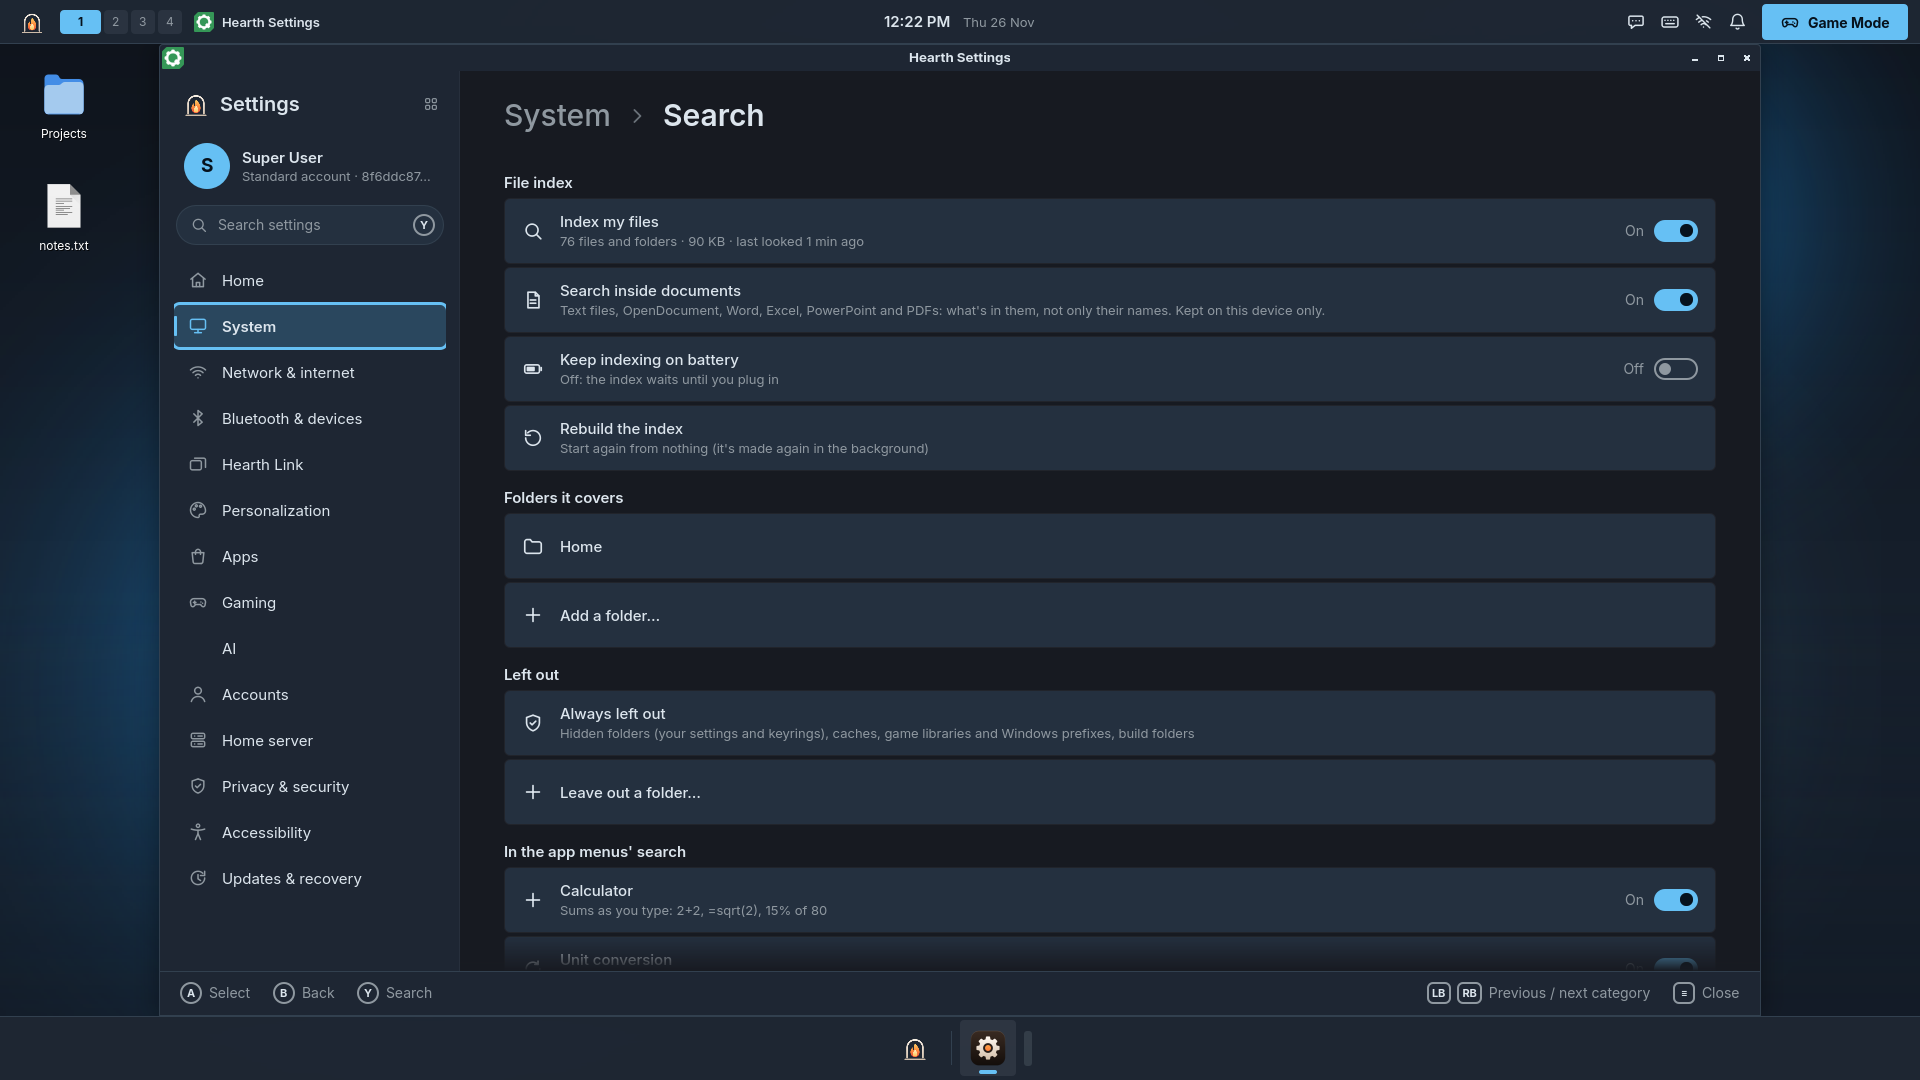 1
2
3
4
Hearth Settings
12:22 PM
Thu 26 Nov
Game Mode
Hearth Settings
Projects
notes.txt
Settings
S
Super User
Standard account · 8f6ddc87...
Search settings
Y
Home
System
Network & internet
Bluetooth & devices
Hearth Link
Personalization
Apps
Gaming
AI
Accounts
Home server
Privacy & security
Accessibility
Updates & recovery
System > Search
File index
Index my files
76 files and folders · 90 KB · last looked 1 min ago
On
Search inside documents
Text files, OpenDocument, Word, Excel, PowerPoint and PDFs: what's in them, not only their names. Kept on this device only.
On
Keep indexing on battery
Off: the index waits until you plug in
Off
Rebuild the index
Start again from nothing (it's made again in the background)
Folders it covers
Home
Add a folder...
Left out
Always left out
Hidden folders (your settings and keyrings), caches, game libraries and Windows prefixes, build folders
Leave out a folder...
In the app menus' search
Calculator
Sums as you type: 2+2, =sqrt(2), 15% of 80
On
Unit conversion
On
A Select
B Back
Y Search
LB RB Previous / next category
Close